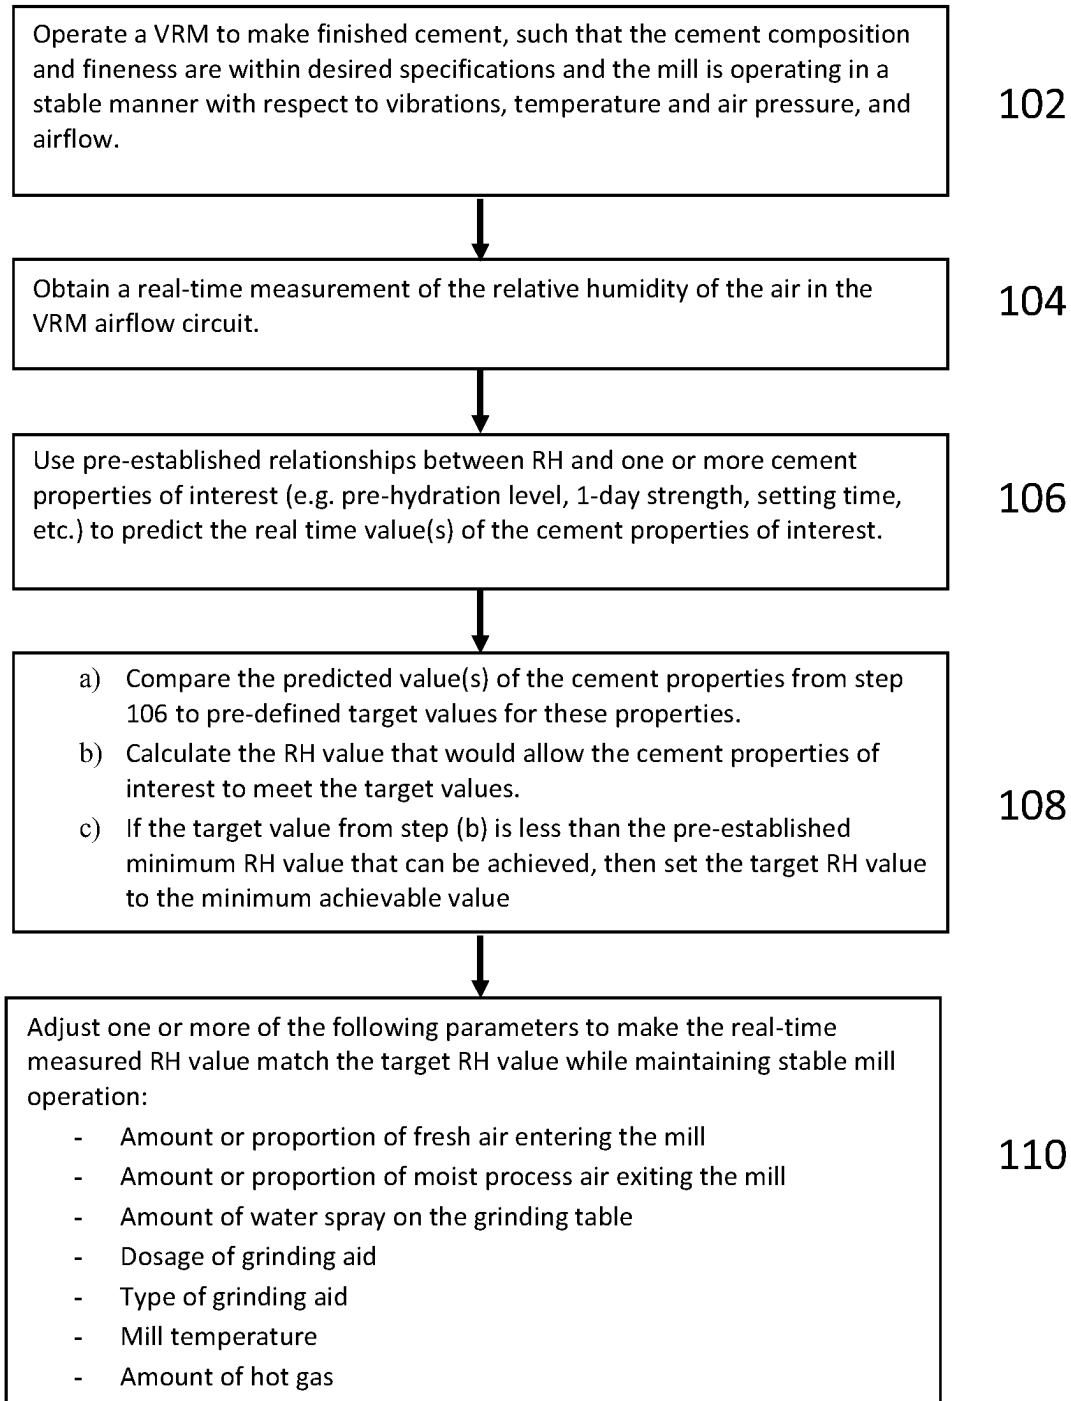 Operate a VRM to make finished cement, such that the cement composition
and fineness are within desired specifications and the mill is operating in a
stable manner with respect to vibrations, temperature and air pressure, and
airflow.
102
Obtain a real-time measurement of the relative humidity of the air in the
VRM airflow circuit.
104
Use pre-established relationships between RH and one or more cement
properties of interest (e.g. pre-hydration level, 1-day strength, setting time,
etc.) to predict the real time value(s) of the cement properties of interest.
106
a) Compare the predicted value(s) of the cement properties from step
106 to pre-defined target values for these properties.
b) Calculate the RH value that would allow the cement properties of
interest to meet the target values.
c) If the target value from step (b) is less than the pre-established
minimum RH value that can be achieved, then set the target RH value
to the minimum achievable value
108
Adjust one or more of the following parameters to make the real-time
measured RH value match the target RH value while maintaining stable mill
operation:
- Amount or proportion of fresh air entering the mill
- Amount or proportion of moist process air exiting the mill
- Amount of water spray on the grinding table
- Dosage of grinding aid
- Type of grinding aid
- Mill temperature
- Amount of hot gas
110